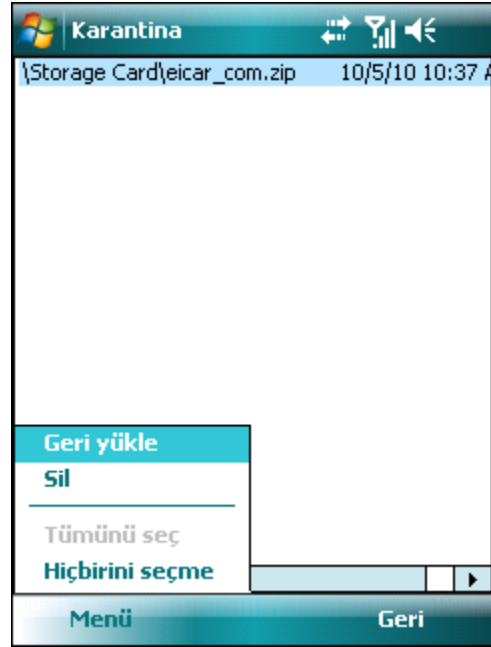 Karantina
\Storage Card\eicar_com.zip 10/5/10 10:37 A
Geri yükle
Sil
Tümünü seç
Hiçbirini seçme
Menü Geri